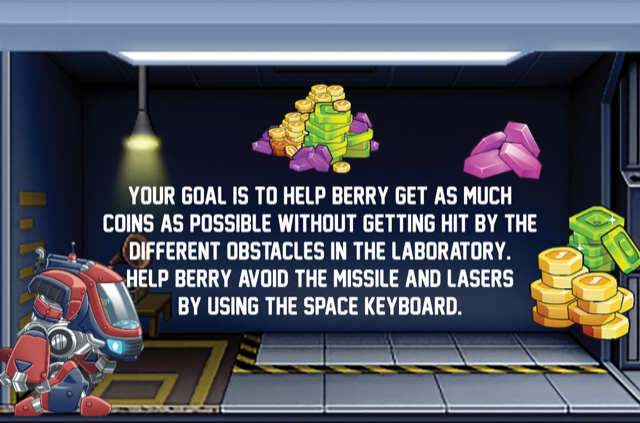 YOUR GOAL IS TO HELP BERRY GET AS MUCH
COINS AS POSSIBLE WITHOUT GETTING HIT BY THE
DIFFERENT OBSTACLES IN THE LABORATORY.
HELP BERRY AVOID THE MISSILE AND LASERS
BY USING THE SPACE KEYBOARD.